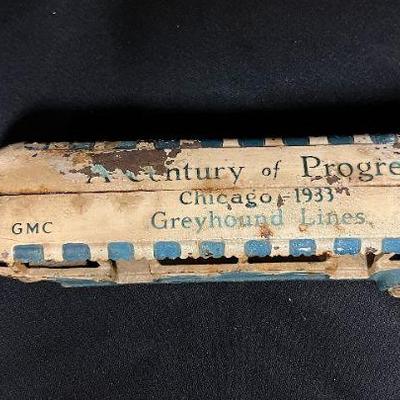 A Century of Progre
Chicago, 1933
GMC
Greyhound Lines